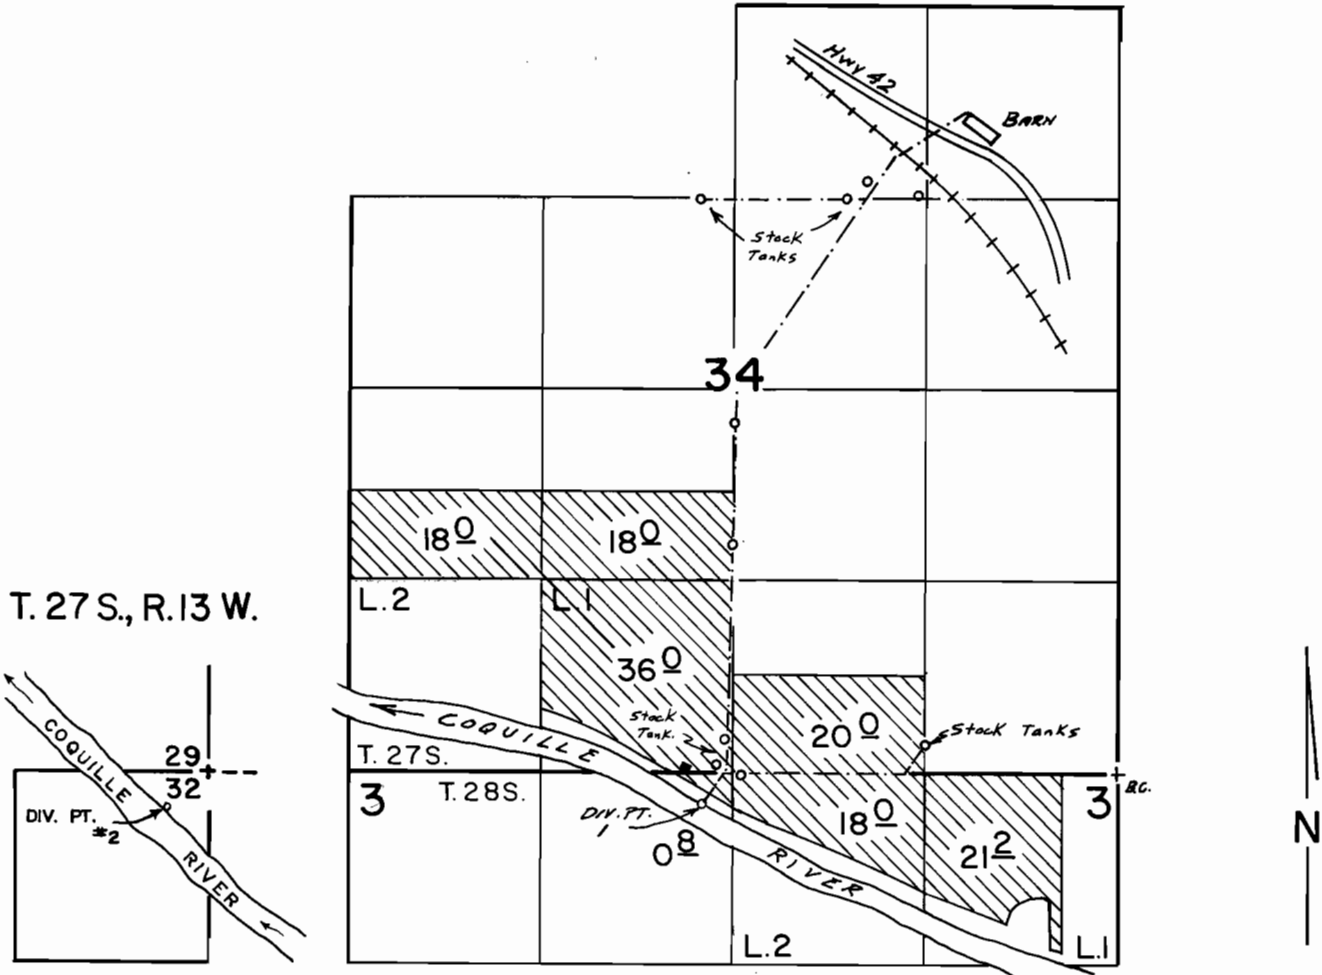 HWY 42
BARN
Stock
Tanks
34
18 0
18 0
L.2
L.1
T. 27 S., R. 13 W.
36 0
Stock
Tank.
20 0
Stock Tanks
COQUILLE
RIVER
T. 27S.
T. 28S.
3
3
B.C.
DIV. PT.
1
0 8
18 0
21 2
L.2
L.1
29
32
COQUILLE
RIVER
DIV. PT.
#2
N